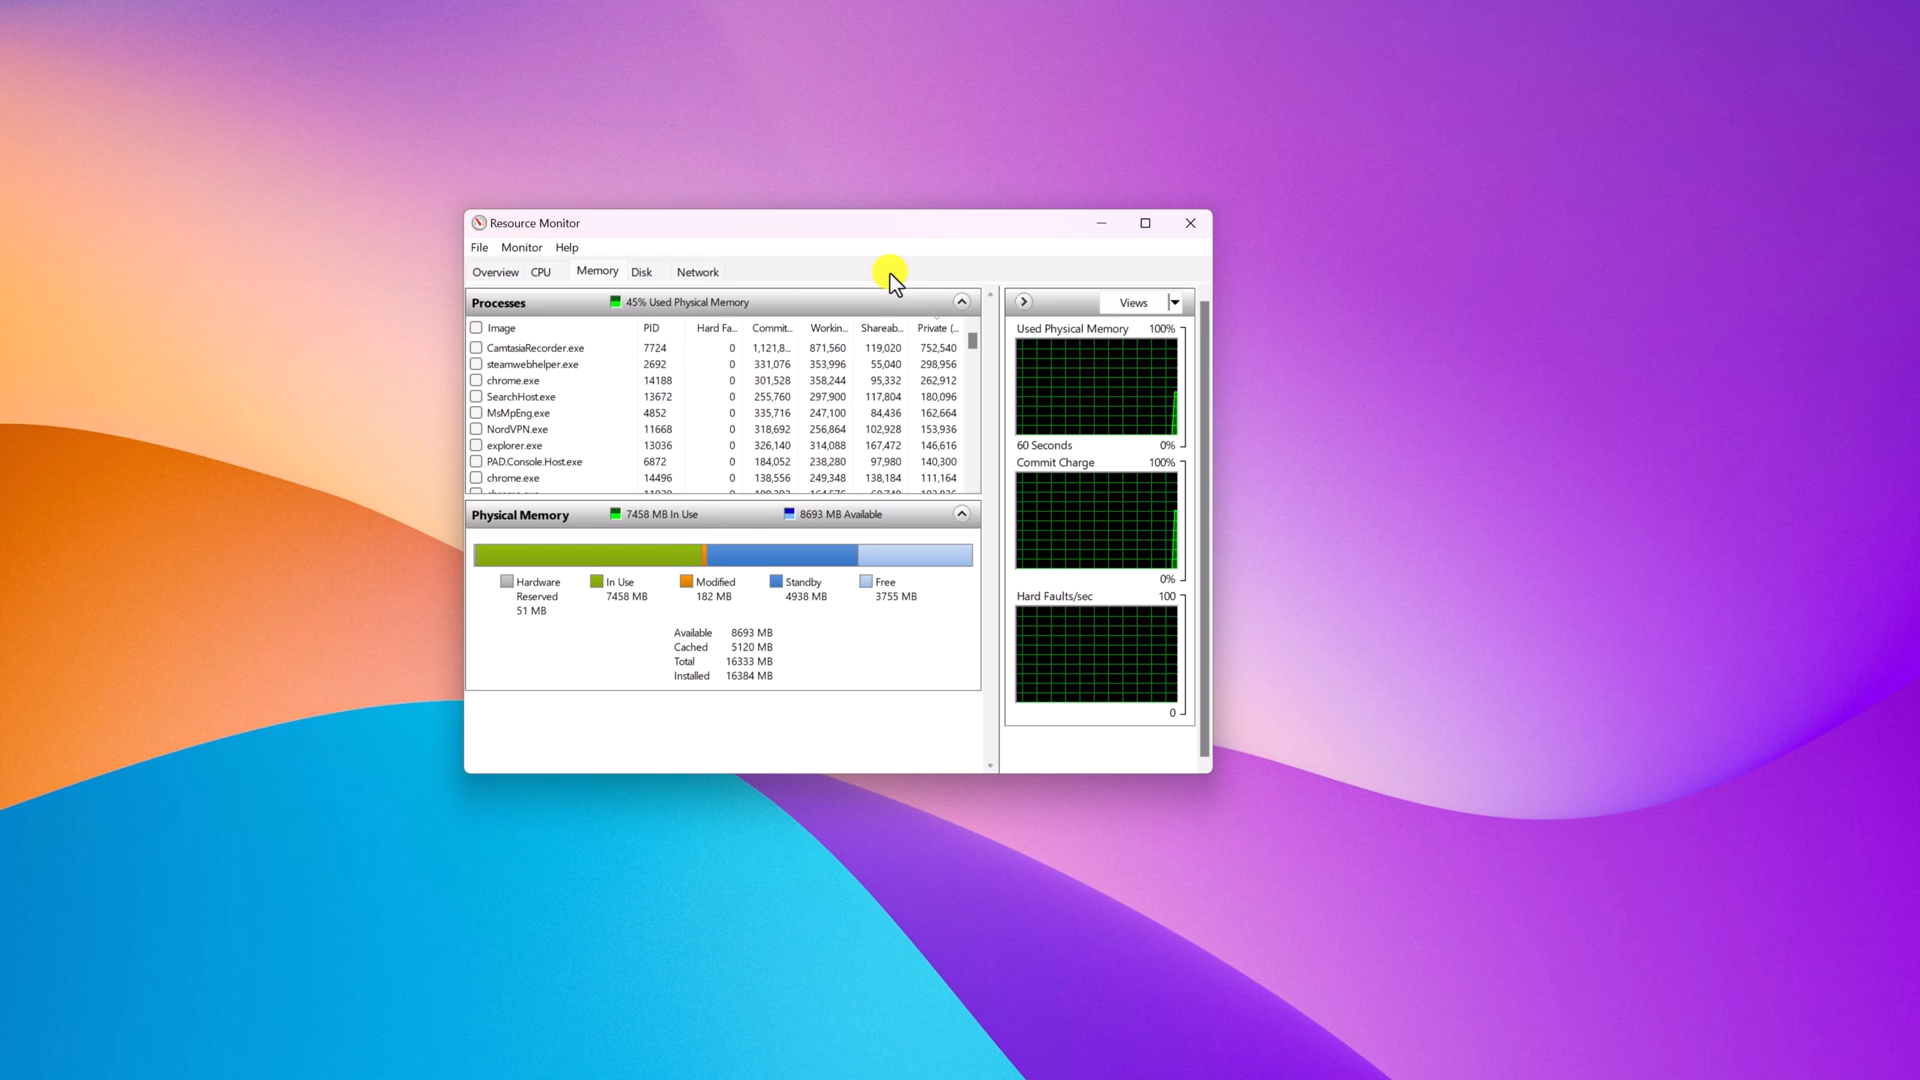 Resource Monitor
File Monitor Help
Overview CPU Memory Disk Network
Processes 45% Used Physical Memory
Image PID Hard Fa... Commit... Workin... Shareab... Private (...
CamtasiaRecorder.exe 7724 0 1,121,8... 871,560 119,020 752,540
steamwebhelper.exe 2692 0 331,076 353,996 55,040 298,956
chrome.exe 14188 0 301,528 358,244 95,332 262,912
SearchHost.exe 13672 0 255,760 297,900 117,804 180,096
MsMpEng.exe 4852 0 335,716 247,100 84,436 162,664
NordVPN.exe 11668 0 318,692 256,864 102,928 153,936
explorer.exe 13036 0 326,140 314,088 167,472 146,616
PAD.Console.Host.exe 6872 0 184,052 238,280 97,980 140,300
chrome.exe 14496 0 138,556 249,348 138,184 111,164
Physical Memory 7458 MB In Use 8693 MB Available
Hardware Reserved 51 MB
In Use 7458 MB
Modified 182 MB
Standby 4938 MB
Free 3755 MB
Available 8693 MB
Cached 5120 MB
Total 16333 MB
Installed 16384 MB
Views
Used Physical Memory 100%
60 Seconds 0%
Commit Charge 100%
0%
Hard Faults/sec 100
0